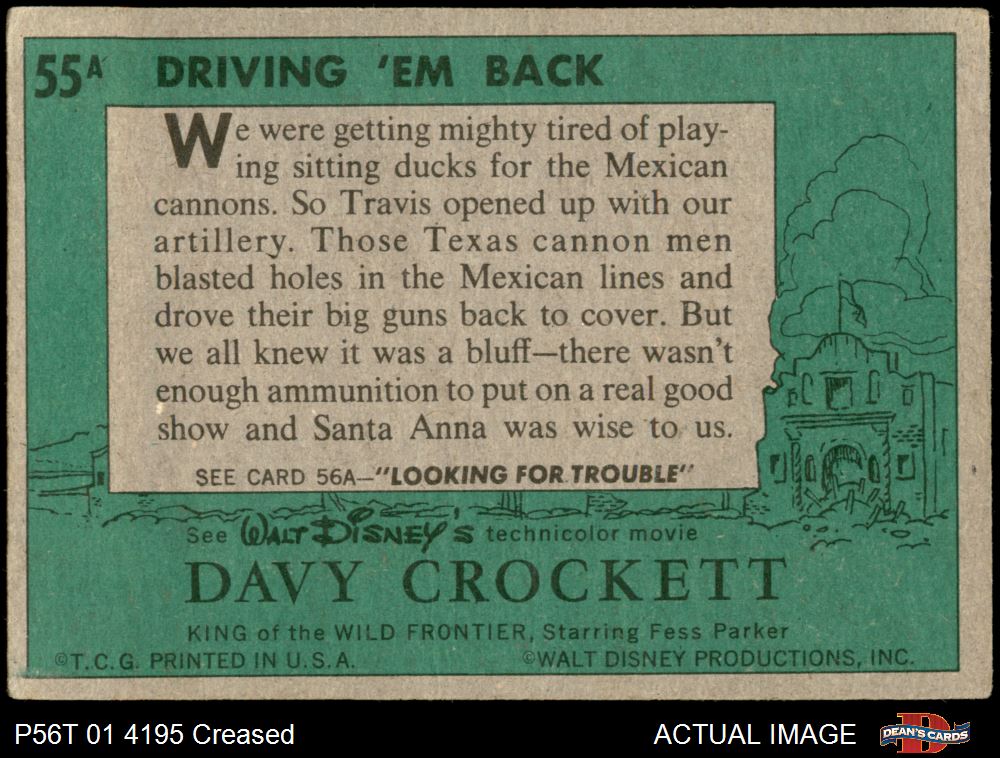 55A DRIVING 'EM BACK
We were getting mighty tired of play-
ing sitting ducks for the Mexican
cannons. So Travis opened up with our
artillery. Those Texas cannon men
blasted holes in the Mexican lines and
drove their big guns back to cover. But
we all knew it was a bluff—there wasn't
enough ammunition to put on a real good
show and Santa Anna was wise to us.
SEE CARD 56A—"LOOKING FOR TROUBLE"
See WALT DISNEY'S technicolor movie
DAVY CROCKETT
KING of the WILD FRONTIER, Starring Fess Parker
©T.C.G. PRINTED IN U.S.A. ©WALT DISNEY PRODUCTIONS, INC.
P56T 01 4195 Creased ACTUAL IMAGE D DEAN'S CARDS